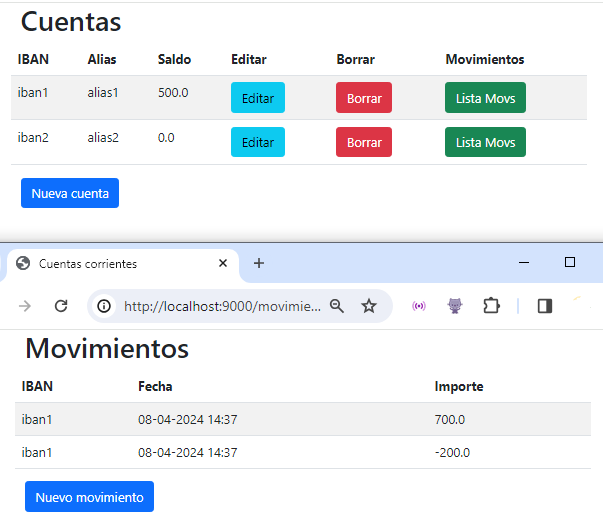 Cuentas
IBAN Alias Saldo Editar Borrar Movimientos
iban1 alias1 500.0 Editar Borrar Lista Movs
iban2 alias2 0.0 Editar Borrar Lista Movs
Nueva cuenta
Cuentas corrientes
http://localhost:9000/movimie...
Movimientos
IBAN Fecha Importe
iban1 08-04-2024 14:37 700.0
iban1 08-04-2024 14:37 -200.0
Nuevo movimiento